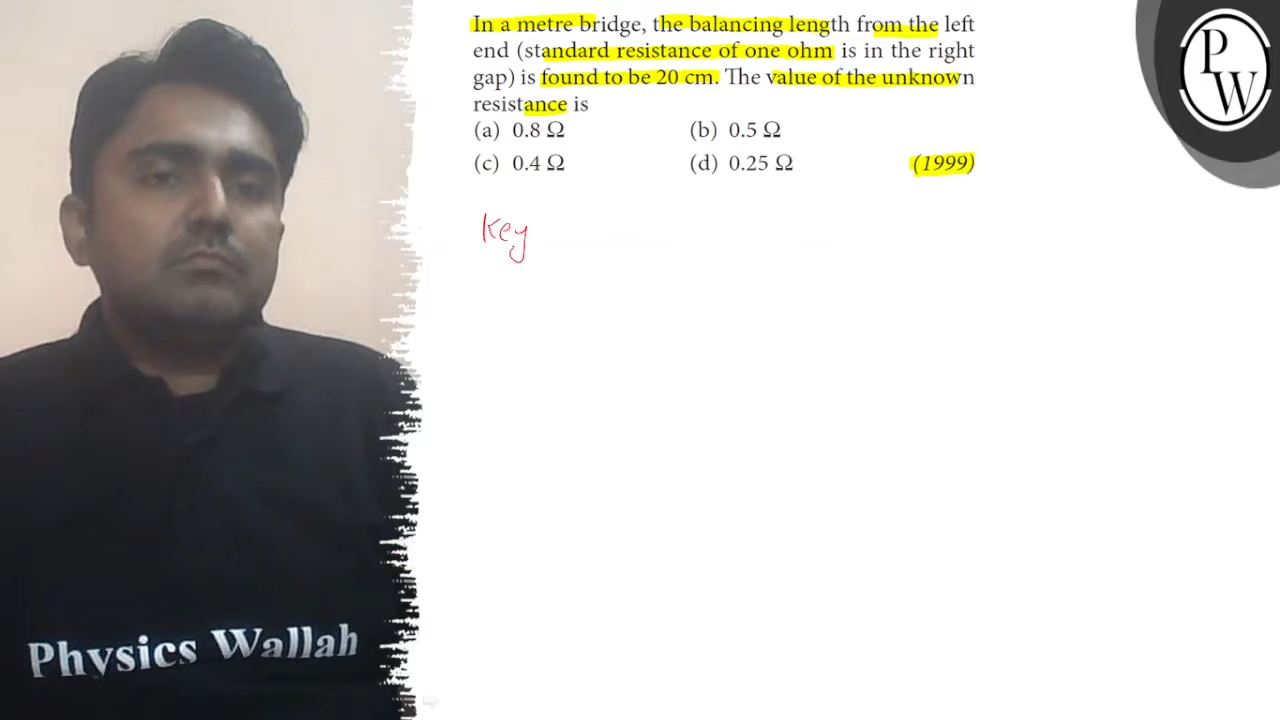 In a metre bridge, the balancing length from the left
end (standard resistance of one ohm is in the right
gap) is found to be 20 cm. The value of the unknown
resistance is
(a) 0.8 Ω (b) 0.5 Ω
(c) 0.4 Ω (d) 0.25 Ω (1999)
Key
P
W
Physics Wallah